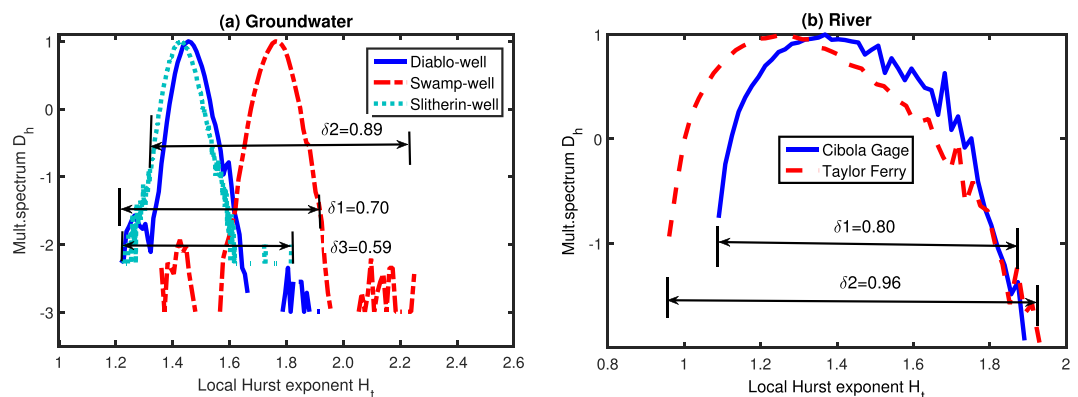 (a) Groundwater
Mult.spectrum D_h
1
0
-1
-2
-3
Diablo-well
Swamp-well
Slitherin-well
δ2=0.89
δ1=0.70
δ3=0.59
1
1.2
1.4
1.6
1.8
2.0
2.2
2.4
2.6
Local Hurst exponent H_t
(b) River
Mult.spectrum D_h
1
0
-1
Cibola Gage
Taylor Ferry
δ1=0.80
δ2=0.96
0.8
1
1.2
1.4
1.6
1.8
2
Local Hurst exponent H_t